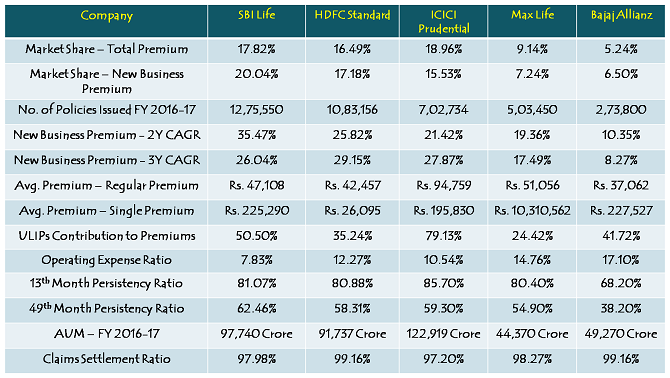 Company SBI Life HDFC Standard ICICI Prudential Max Life Bajaj Allianz
Market Share – Total Premium 17.82% 16.49% 18.96% 9.14% 5.24%
Market Share – New Business Premium 20.04% 17.18% 15.53% 7.24% 6.50%
No. of Policies Issued FY 2016-17 12,75,550 10,83,156 7,02,734 5,03,450 2,73,800
New Business Premium - 2Y CAGR 35.47% 25.82% 21.42% 19.36% 10.35%
New Business Premium - 3Y CAGR 26.04% 29.15% 27.87% 17.49% 8.27%
Avg. Premium – Regular Premium Rs. 47,108 Rs. 42,457 Rs. 94,759 Rs. 51,056 Rs. 37,062
Avg. Premium – Single Premium Rs. 225,290 Rs. 26,095 Rs. 195,830 Rs. 10,310,562 Rs. 227,527
ULIPs Contribution to Premiums 50.50% 35.24% 79.13% 24.42% 41.72%
Operating Expense Ratio 7.83% 12.27% 10.54% 14.76% 17.10%
13th Month Persistency Ratio 81.07% 80.88% 85.70% 80.40% 68.20%
49th Month Persistency Ratio 62.46% 58.31% 59.30% 54.90% 38.20%
AUM – FY 2016-17 97,740 Crore 91,737 Crore 122,919 Crore 44,370 Crore 49,270 Crore
Claims Settlement Ratio 97.98% 99.16% 97.20% 98.27% 99.16%